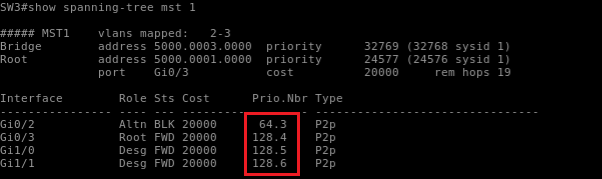 SW3#show spanning-tree mst 1
##### MST1    vlans mapped:   2-3
Bridge        address 5000.0003.0000  priority      32769 (32768 sysid 1)
Root          address 5000.0001.0000  priority      24577 (24576 sysid 1)
              port    Gi0/3           cost          20000     rem hops 19
Interface        Role Sts Cost      Prio.Nbr Type
---------------- ---- --- --------- -------- --------------------------------
Gi0/2            Altn BLK 20000      64.3    P2p
Gi0/3            Root FWD 20000     128.4    P2p
Gi1/0            Desg FWD 20000     128.5    P2p
Gi1/1            Desg FWD 20000     128.6    P2p